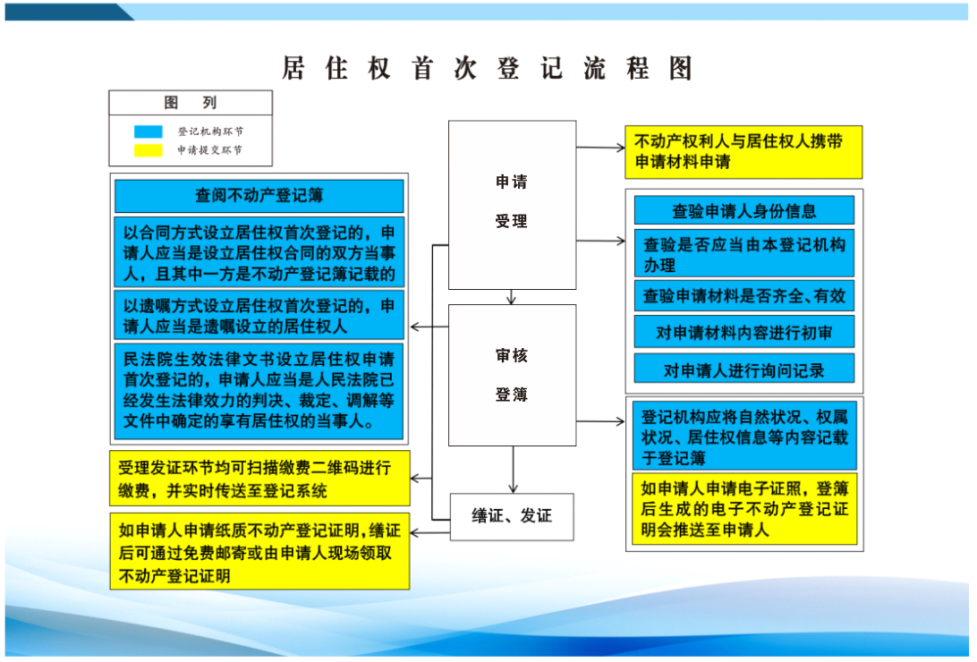 居住权首次登记流程图
图 列
登记机构环节
申请提交环节
查阅不动产登记簿
以合同方式设立居住权首次登记的，申
请人应当是设立居住权合同的双方当事
人，且其中一方是不动产登记簿记载的
以遗嘱方式设立居住权首次登记的，申
请人应当是遗嘱设立的居住权人
民法院生效法律文书设立居住权申请
首次登记的，申请人应当是人民法院已
经发生法律效力的判决、裁定、调解等
文件中确定的享有居住权的当事人。
受理发证环节均可扫描缴费二维码进行
缴费，并实时传送至登记系统
如申请人申请纸质不动产登记证明，缮证
后可通过免费邮寄或由申请人现场领取
不动产登记证明
申请
受理
审核
登簿
缮证、发证
不动产权利人与居住权人携带
申请材料申请
查验申请人身份信息
查验是否应当由本登记机构
办理
查验申请材料是否齐全、有效
对申请材料内容进行初审
对申请人进行询问记录
登记机构应将自然状况、权属
状况、居住权信息等内容记载
于登记簿
如申请人申请电子证照，登簿
后生成的电子不动产登记证
明会推送至申请人